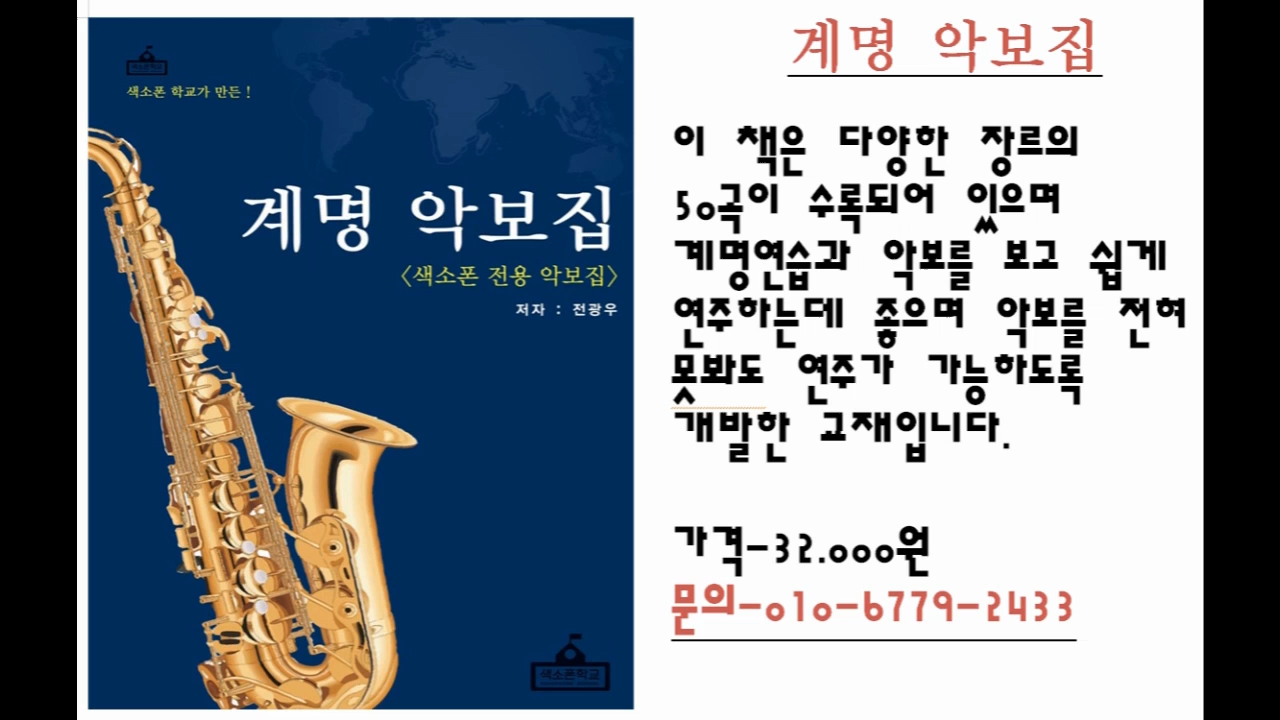 색소폰학교
색소폰 학교가 만든 !
계명 악보집
<색소폰 전용 악보집>
저자 : 전광우
색소폰학교
계명 악보집
이 책은 다양한 장르의
50곡이 수록되어 있으며
계명연습과 악보를 보고 쉽게
연주하는데 좋으며 악보를 전혀
못봐도 연주가 가능하도록
개발한 교재입니다.
가격-32.000원
문의-010-6779-2433